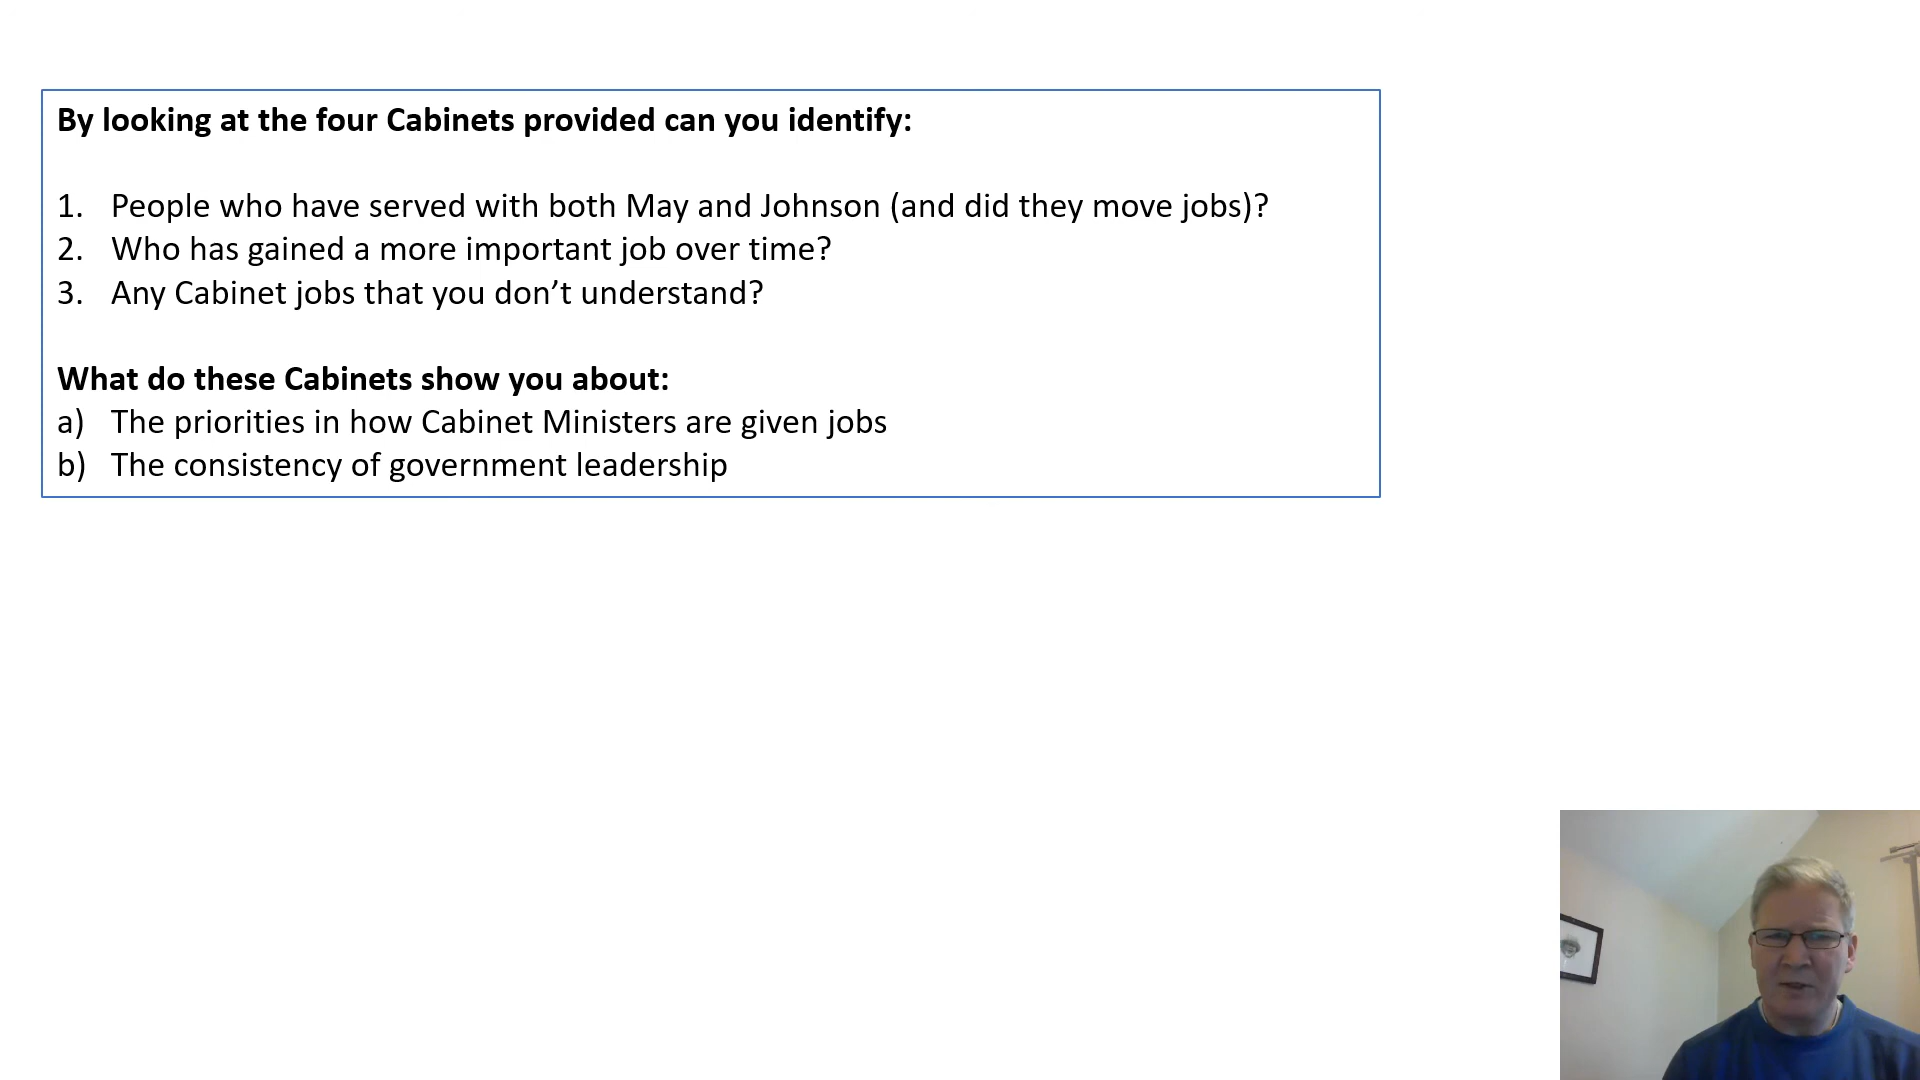 By looking at the four Cabinets provided can you identify:
1. People who have served with both May and Johnson (and did they move jobs)?
2. Who has gained a more important job over time?
3. Any Cabinet jobs that you don’t understand?
What do these Cabinets show you about:
a) The priorities in how Cabinet Ministers are given jobs
b) The consistency of government leadership